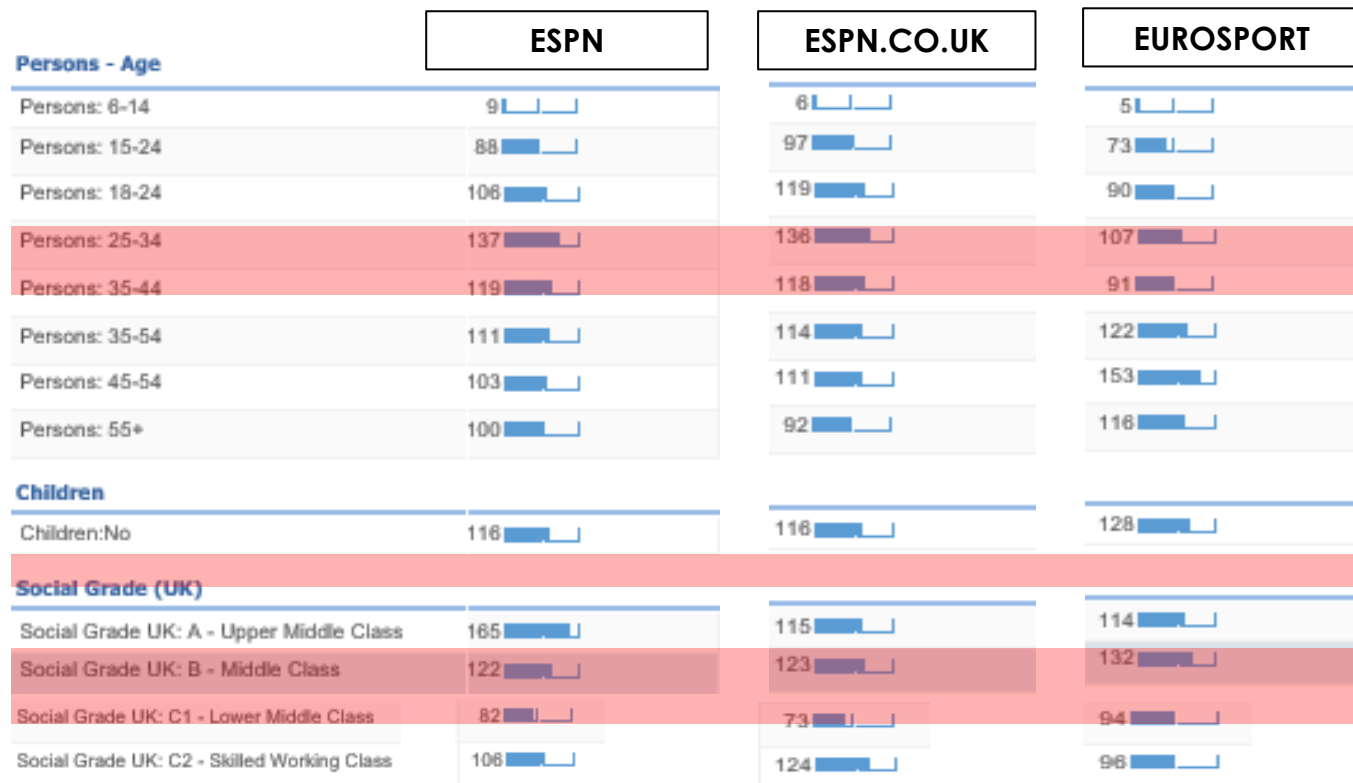 ESPN ESPN.CO.UK EUROSPORT
Persons - Age
Persons: 6-14 9 6 5
Persons: 15-24 88 97 73
Persons: 18-24 106 119 90
Persons: 25-34 137 136 107
Persons: 35-44 119 118 91
Persons: 35-54 111 114 122
Persons: 45-54 103 111 153
Persons: 55+ 100 92 116
Children
Children:No 116 116 128
Social Grade (UK)
Social Grade UK: A - Upper Middle Class 165 115 114
Social Grade UK: B - Middle Class 122 123 132
Social Grade UK: C1 - Lower Middle Class 82 73 94
Social Grade UK: C2 - Skilled Working Class 106 124 96